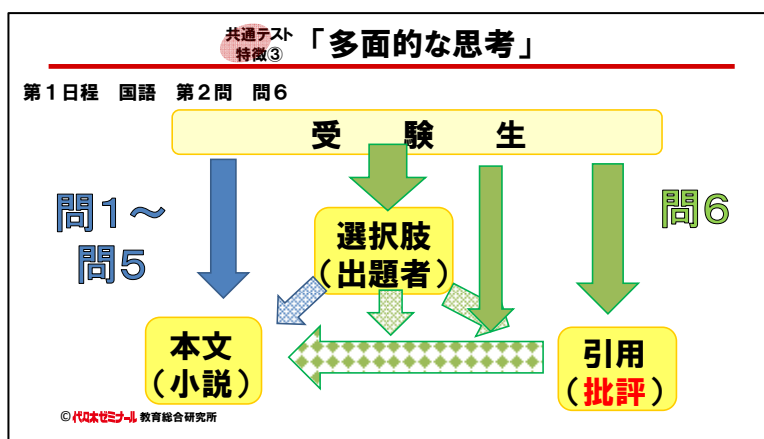 共通テスト
特徴③
「多面的な思考」
第1日程 国語 第2問 問6
受 験 生
問1～
問5
問6
選択肢
（出題者）
本文
（小説）
引用
（批評）
©代々木ゼミナール 教育総合研究所